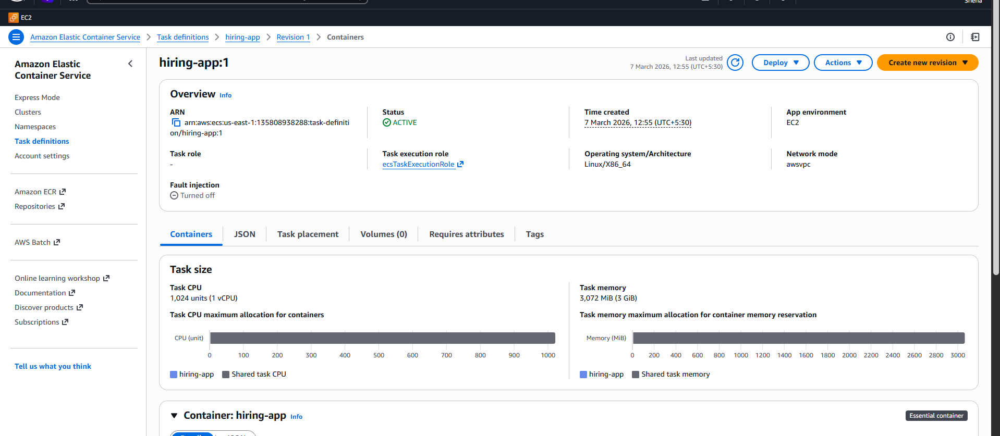 Shena
EC2
Amazon Elastic Container Service
Task definitions
hiring-app
Revision 1
Containers
Amazon Elastic
Container Service
Express Mode
Clusters
Namespaces
Task definitions
Account settings
Amazon ECR
Repositories
AWS Batch
Online learning workshop
Documentation
Discover products
Subscriptions
Tell us what you think
hiring-app:1
Last updated
7 March 2026, 12:55 (UTC+5:30)
Deploy
Actions
Create new revision
Overview Info
ARN
arn:aws:ecs:us-east-1:135808938288:task-definiti
on/hiring-app:1
Status
ACTIVE
Time created
7 March 2026, 12:55 (UTC+5:30)
App environment
EC2
Task role
-
Task execution role
ecsTaskExecutionRole
Operating system/Architecture
Linux/X86_64
Network mode
awsvpc
Fault injection
Turned off
Containers
JSON
Task placement
Volumes (0)
Requires attributes
Tags
Task size
Task CPU
1,024 units (1 vCPU)
Task CPU maximum allocation for containers
CPU (unit)
0 100 200 300 400 500 600 700 800 900 1000
hiring-app Shared task CPU
Task memory
3,072 MiB (3 GiB)
Task memory maximum allocation for container memory reservation
Memory (MiB)
0 200 400 600 800 1000 1200 1400 1600 1800 2000 2200 2400 2600 2800 3000
hiring-app Shared task memory
Container: hiring-app Info
Essential container